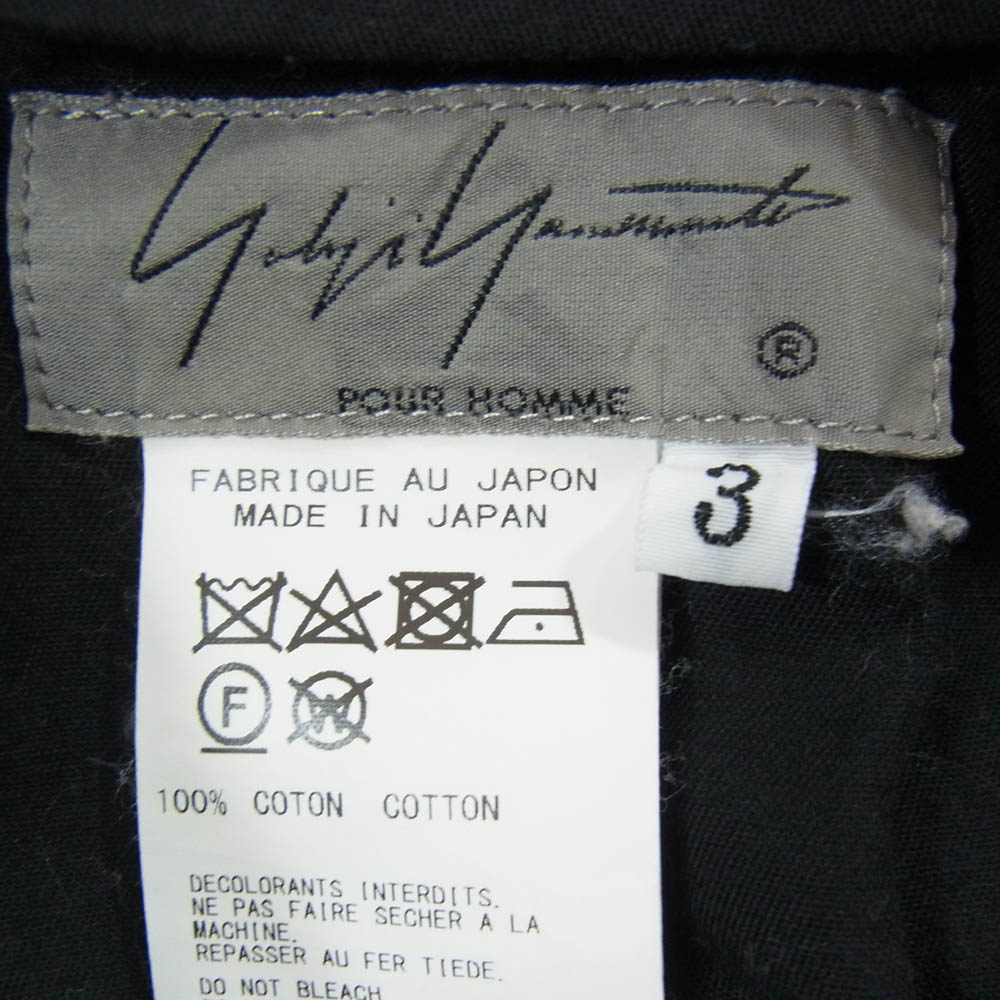 Yohji Yamamoto
®
POUR HOMME
3
FABRIQUE AU JAPON
MADE IN JAPAN
F
W
100% COTON COTTON
DECOLORANTS INTERDITS.
NE PAS FAIRE SECHER A LA
MACHINE.
REPASSER AU FER TIEDE.
DO NOT BLEACH